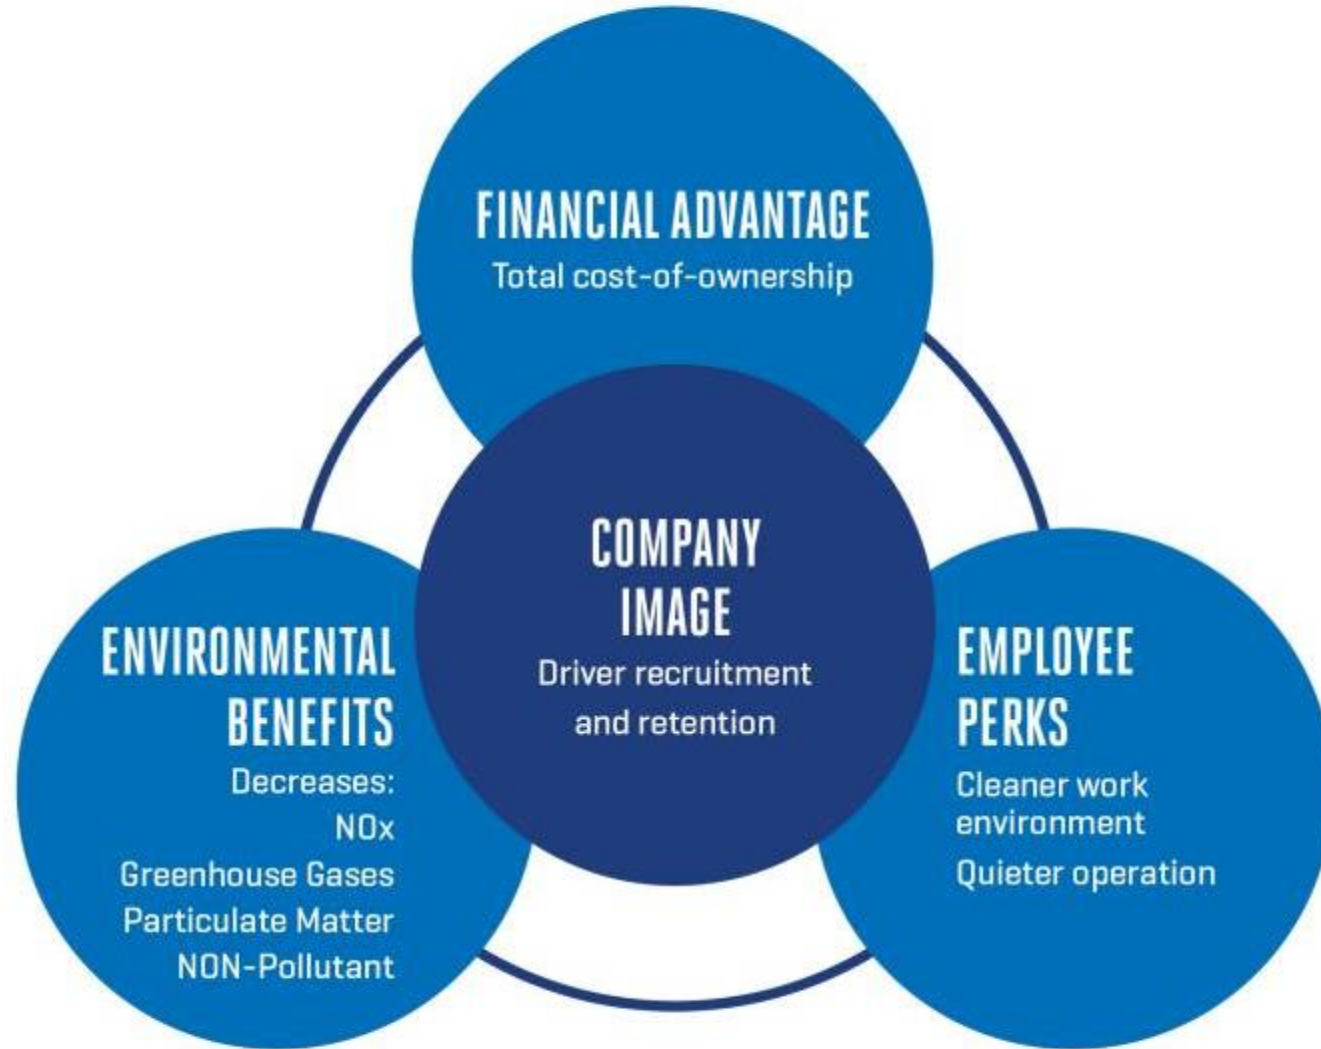 FINANCIAL ADVANTAGE
Total cost-of-ownership
COMPANY
IMAGE
Driver recruitment
and retention
ENVIRONMENTAL
BENEFITS
Decreases:
NOx
Greenhouse Gases
Particulate Matter
NON-Pollutant
EMPLOYEE
PERKS
Cleaner work
environment
Quieter operation